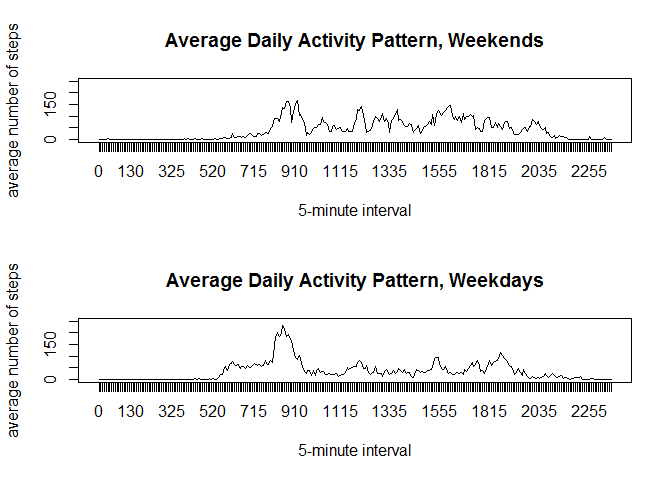 Average Daily Activity Pattern, Weekends
average number of steps
150
0
0 130 325 520 715 910 1115 1335 1555 1815 2035 2255
5-minute interval
Average Daily Activity Pattern, Weekdays
average number of steps
150
0
0 130 325 520 715 910 1115 1335 1555 1815 2035 2255
5-minute interval